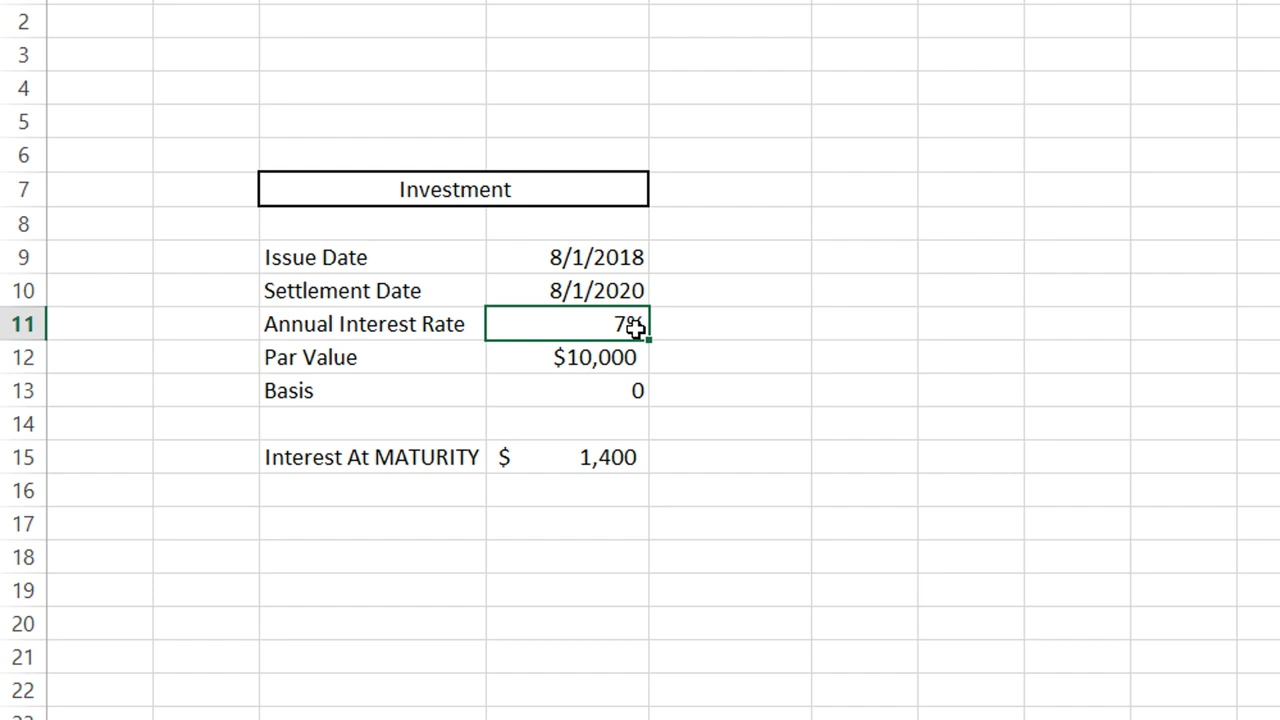 2
3
4
5
6
7 Investment
8
9 Issue Date 8/1/2018
10 Settlement Date 8/1/2020
11 Annual Interest Rate 7%
12 Par Value $10,000
13 Basis 0
14
15 Interest At MATURITY $ 1,400
16
17
18
19
20
21
22